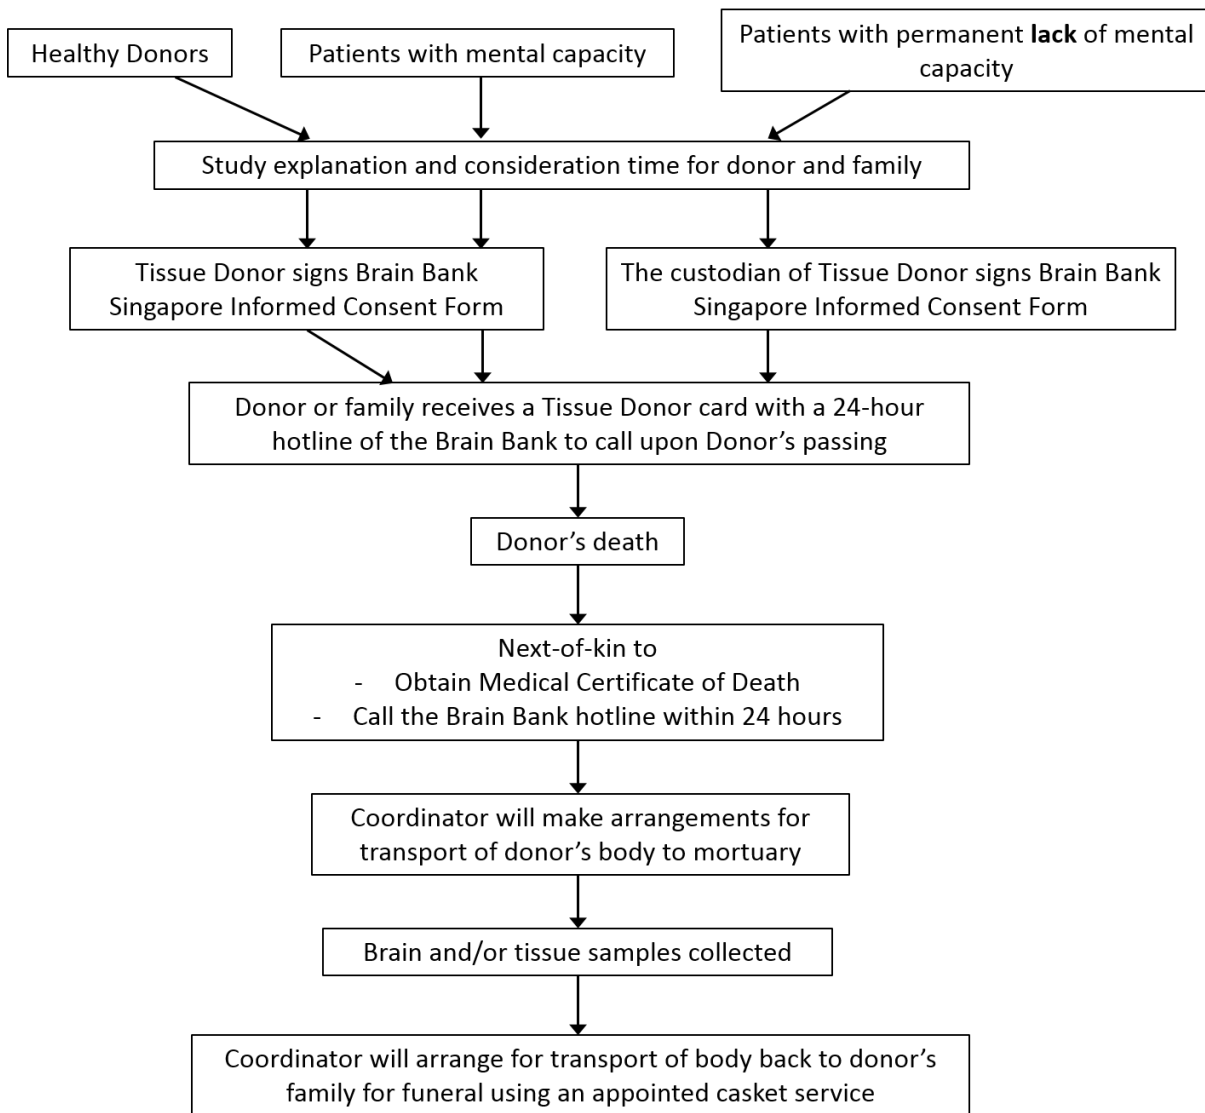 Healthy Donors
Patients with mental capacity
Patients with permanent lack of mental
capacity
Study explanation and consideration time for donor and family
Tissue Donor signs Brain Bank
Singapore Informed Consent Form
The custodian of Tissue Donor signs Brain Bank
Singapore Informed Consent Form
Donor or family receives a Tissue Donor card with a 24-hour
hotline of the Brain Bank to call upon Donor’s passing
Donor’s death
Next-of-kin to
- Obtain Medical Certificate of Death
- Call the Brain Bank hotline within 24 hours
Coordinator will make arrangements for
transport of donor’s body to mortuary
Brain and/or tissue samples collected
Coordinator will arrange for transport of body back to donor’s
family for funeral using an appointed casket service